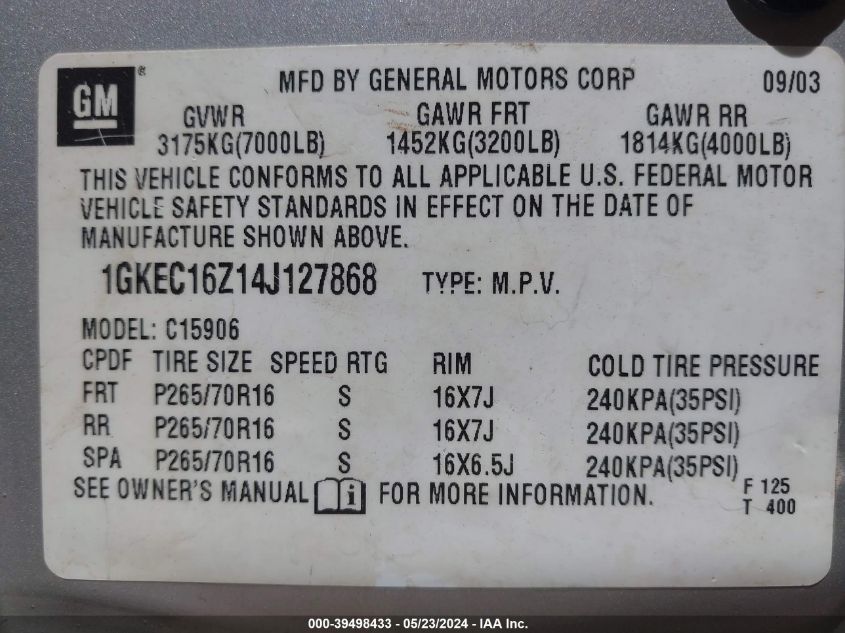 GM® MFD BY GENERAL MOTORS CORP 09/03
GVWR GAWR FRT GAWR RR
3175KG(7000LB) 1452KG(3200LB) 1814KG(4000LB)
THIS VEHICLE CONFORMS TO ALL APPLICABLE U.S. FEDERAL MOTOR
VEHICLE SAFETY STANDARDS IN EFFECT ON THE DATE OF
MANUFACTURE SHOWN ABOVE.
1GKEC16Z14J127868 TYPE: M.P.V.
MODEL: C15906
CPDF TIRE SIZE SPEED RTG RIM COLD TIRE PRESSURE
FRT P265/70R16 S 16X7J 240KPA(35PSI)
RR P265/70R16 S 16X7J 240KPA(35PSI)
SPA P265/70R16 S 16X6.5J 240KPA(35PSI)
SEE OWNER'S MANUAL i FOR MORE INFORMATION. F 125
T 400
000-39498433 - 05/23/2024 - IAA Inc.